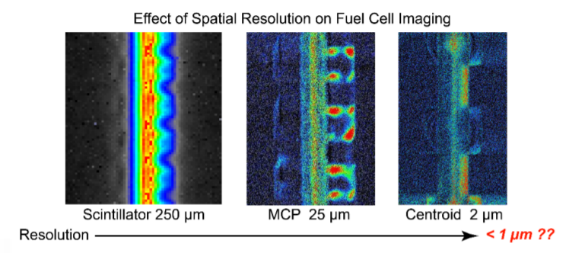 Effect of Spatial Resolution on Fuel Cell Imaging
Scintillator 250 µm
MCP 25 µm
Centroid 2 µm
Resolution
< 1 µm ??